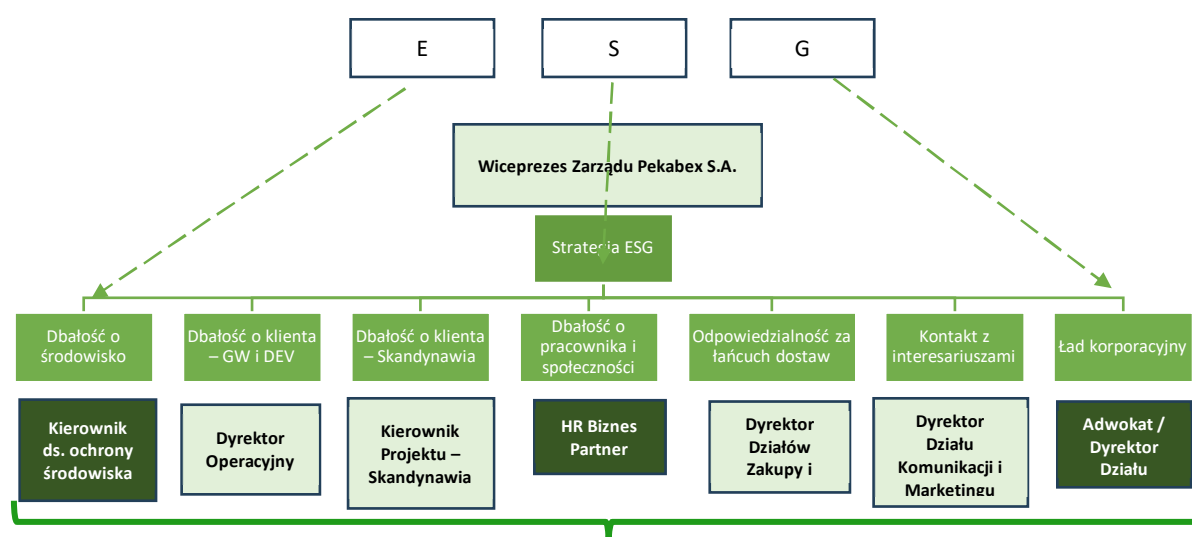 E
S
G
Wiceprezes Zarządu Pekabex S.A.
Strategia ESG
Dbałość o
środowisko
Dbałość o klienta
– GW i DEV
Dbałość o klienta
– Skandynawia
Dbałość o
pracownika i
społeczności
Odpowiedzialność za
łańcuch dostaw
Kontakt z
interesariuszami
Ład korporacyjny
Kierownik
ds. ochrony
środowiska
Dyrektor
Operacyjny
Kierownik
Projektu –
Skandynawia
HR Biznes
Partner
Dyrektor
Działów
Zakupy i
Dyrektor
Działu
Komunikacji i
Marketingu
Adwokat /
Dyrektor
Działu